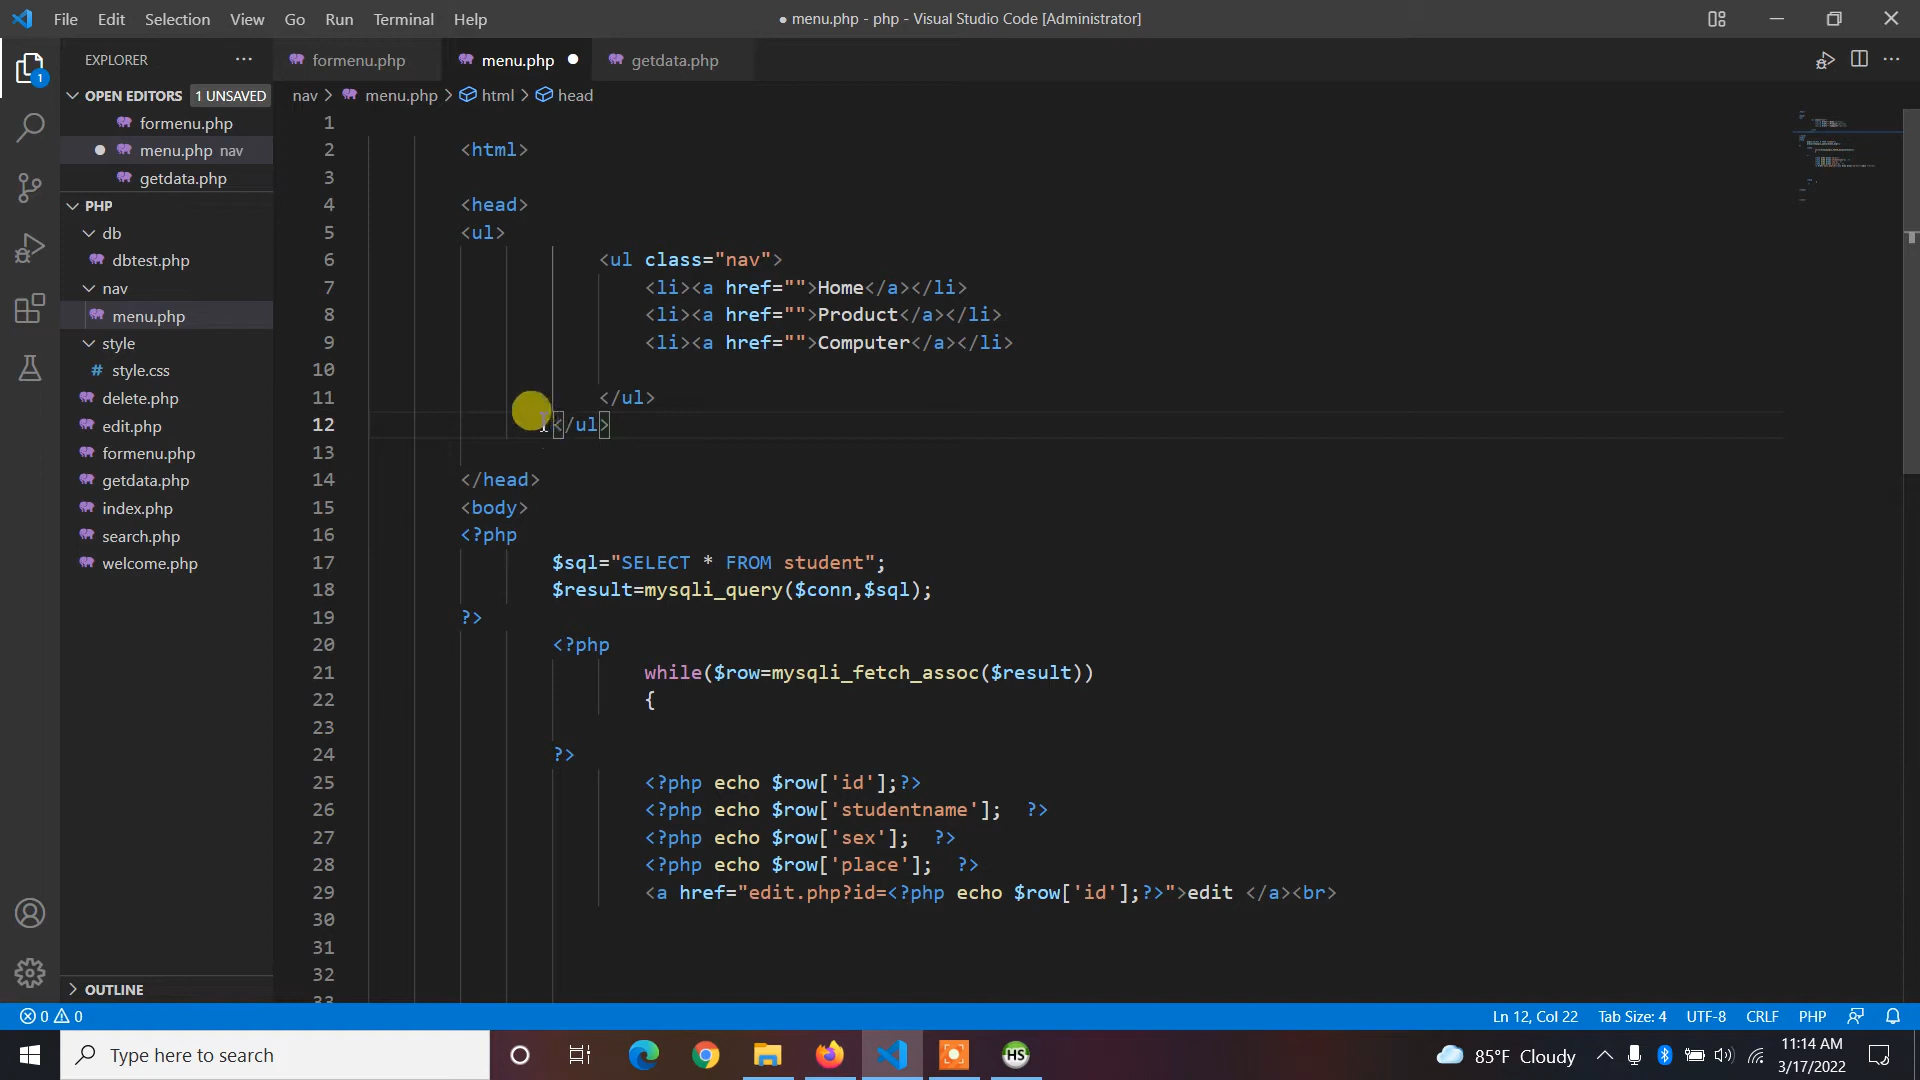 File Edit Selection View Go Run Terminal Help
● menu.php - php - Visual Studio Code [Administrator]
EXPLORER ···
formenu.php menu.php ● getdata.php
OPEN EDITORS 1 UNSAVED
formenu.php
menu.php nav
getdata.php
PHP
db
dbtest.php
nav
menu.php
style
# style.css
delete.php
edit.php
formenu.php
getdata.php
index.php
search.php
welcome.php
OUTLINE
1
nav > menu.php > html > head
1
2 <html>
3
4 <head>
5 <ul>
6 <ul class="nav">
7 <li><a href="">Home</a></li>
8 <li><a href="">Product</a></li>
9 <li><a href="">Computer</a></li>
10
11 </ul>
12 </ul>
13
14 </head>
15 <body>
16 <?php
17 $sql="SELECT * FROM student";
18 $result=mysqli_query($conn,$sql);
19 ?>
20 <?php
21 while($row=mysqli_fetch_assoc($result))
22 {
23
24 ?>
25 <?php echo $row['id'];?>
26 <?php echo $row['studentname']; ?>
27 <?php echo $row['sex']; ?>
28 <?php echo $row['place']; ?>
29 <a href="edit.php?id=<?php echo $row['id'];?>">edit </a><br>
30
31
32
33
0 0
Ln 12, Col 22 Tab Size: 4 UTF-8 CRLF PHP
Type here to search
HS
85°F Cloudy
11:14 AM
3/17/2022